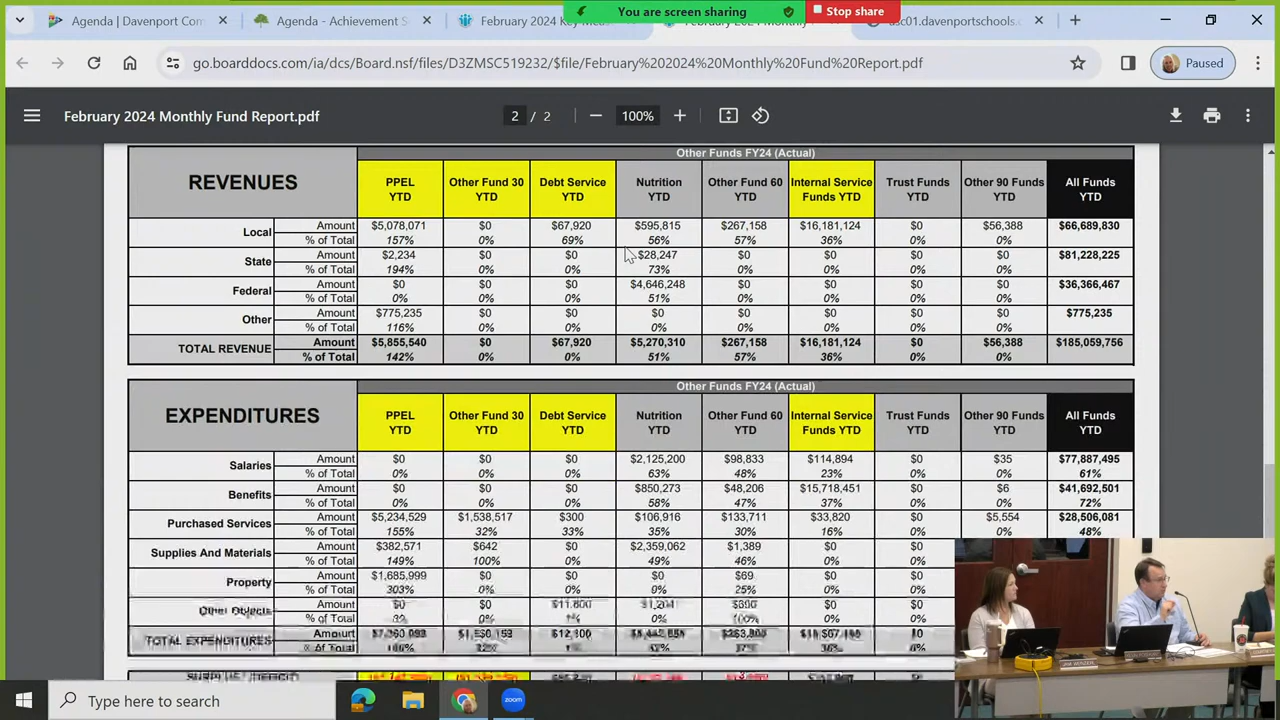 You are screen sharing
Stop share
Agenda | Davenport Com
Agenda - Achievement S
February 2024 Key Me
asc01.davenportschools.c
go.boarddocs.com/ia/dcs/Board.nsf/files/D3ZMSC519232/$file/February%202024%20Monthly%20Fund%20Report.pdf
Paused
February 2024 Monthly Fund Report.pdf
2 / 2
100%
Other Funds FY24 (Actual)
REVENUES PPEL YTD Other Fund 30 YTD Debt Service YTD Nutrition YTD Other Fund 60 YTD Internal Service Funds YTD Trust Funds YTD Other 90 Funds YTD All Funds YTD
Local Amount $5,078,071 $0 $67,920 $595,815 $267,158 $16,181,124 $0 $56,388 $66,689,830
% of Total 157% 0% 69% 56% 57% 36% 0% 0%
State Amount $2,234 $0 $0 $28,247 $0 $0 $0 $0 $81,228,225
% of Total 194% 0% 0% 73% 0% 0% 0% 0%
Federal Amount $0 $0 $0 $4,646,248 $0 $0 $0 $0 $36,366,467
% of Total 0% 0% 0% 51% 0% 0% 0% 0%
Other Amount $775,235 $0 $0 $0 $0 $0 $0 $0 $775,235
% of Total 116% 0% 0% 0% 0% 0% 0% 0%
TOTAL REVENUE Amount $5,855,540 $0 $67,920 $5,270,310 $267,158 $16,181,124 $0 $56,388 $185,059,756
% of Total 142% 0% 0% 51% 57% 36% 0% 0%
Other Funds FY24 (Actual)
EXPENDITURES PPEL YTD Other Fund 30 YTD Debt Service YTD Nutrition YTD Other Fund 60 YTD Internal Service Funds YTD Trust Funds YTD Other 90 Funds YTD All Funds YTD
Salaries Amount $0 $0 $0 $2,125,200 $98,833 $114,894 $0 $35 $77,887,495
% of Total 0% 0% 0% 63% 48% 23% 0% 0% 61%
Benefits Amount $0 $0 $0 $850,273 $48,206 $15,718,451 $0 $6 $41,692,501
% of Total 0% 0% 0% 58% 47% 37% 0% 0% 72%
Purchased Services Amount $5,234,529 $1,538,517 $300 $106,916 $133,711 $33,820 $0 $5,554 $28,506,081
% of Total 155% 32% 33% 35% 30% 16% 0% 0% 48%
Supplies And Materials Amount $382,571 $642 $0 $2,359,062 $1,389 $0 $0
% of Total 149% 100% 0% 49% 46% 0% 0%
Property Amount $1,685,999 $0 $0 $0 $69 $0 $0
% of Total 303% 0% 0% 0% 25% 0% 0%
Other Objects Amount $0 $0 $11,800 $0 $0
% of Total 0% 0% 100% 0% 0%
TOTAL EXPENDITURES Amount
% of Total
Type here to search
zoom